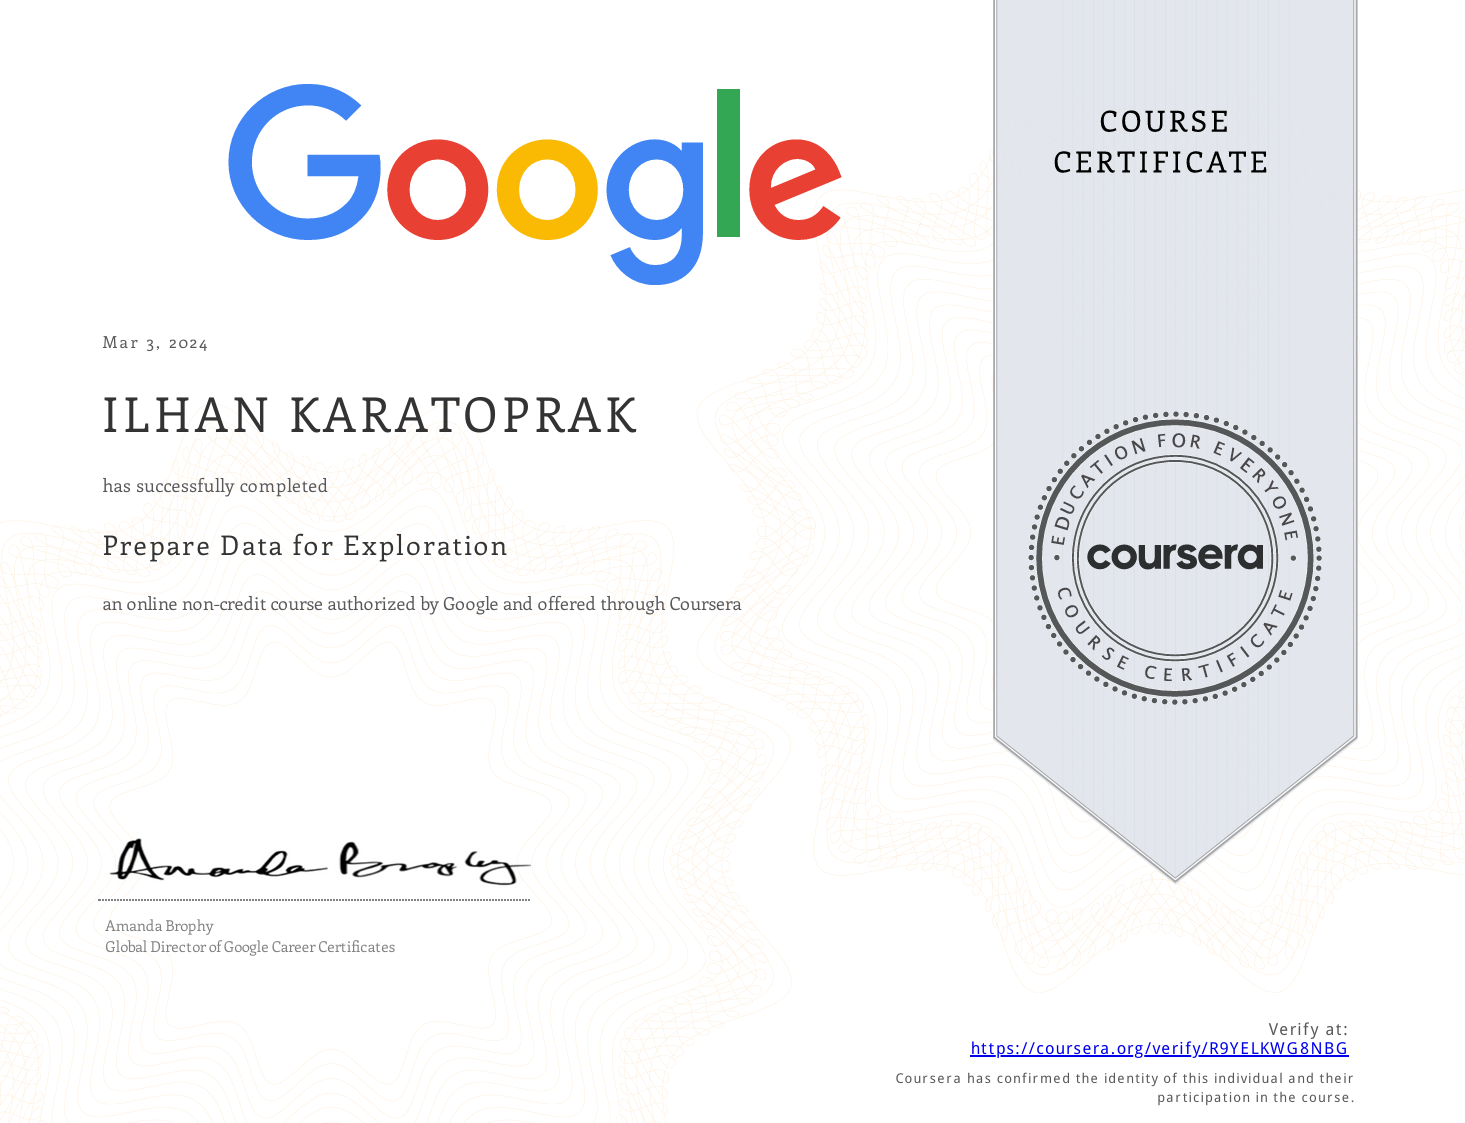 Google
COURSE
CERTIFICATE
Mar 3, 2024
ILHAN KARATOPRAK
has successfully completed
Prepare Data for Exploration
an online non-credit course authorized by Google and offered through Coursera
EDUCATION FOR EVERYONE
coursera
COURSE CERTIFICATE
Amanda Brophy
Amanda Brophy
Global Director of Google Career Certificates
Verify at:
https://coursera.org/verify/R9YELKWG8NBG
Coursera has confirmed the identity of this individual and their
participation in the course.